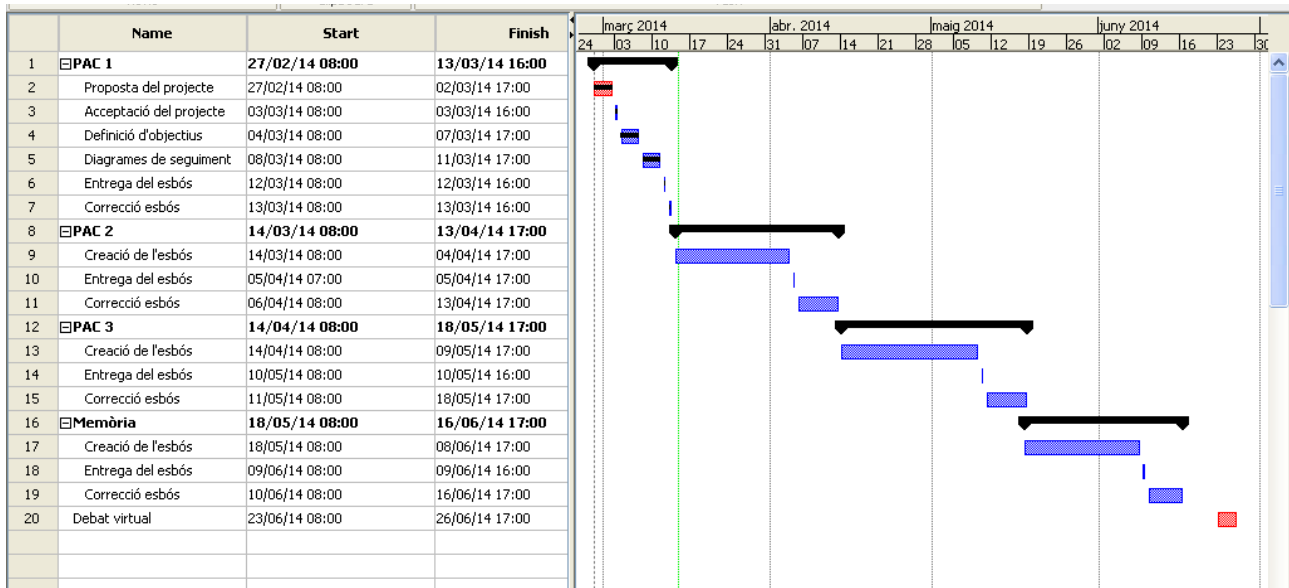 Name Start Finish
març 2014 abr. 2014 maig 2014 juny 2014
24 03 10 17 24 31 07 14 21 28 05 12 19 26 02 09 16 23 30
1 PAC 1 27/02/14 08:00 13/03/14 16:00
2 Proposta del projecte 27/02/14 08:00 02/03/14 17:00
3 Acceptació del projecte 03/03/14 08:00 03/03/14 16:00
4 Definició d'objectius 04/03/14 08:00 07/03/14 17:00
5 Diagrames de seguiment 08/03/14 08:00 11/03/14 17:00
6 Entrega del esbós 12/03/14 08:00 12/03/14 16:00
7 Correcció esbós 13/03/14 08:00 13/03/14 16:00
8 PAC 2 14/03/14 08:00 13/04/14 17:00
9 Creació de l'esbós 14/03/14 08:00 04/04/14 17:00
10 Entrega del esbós 05/04/14 07:00 05/04/14 17:00
11 Correcció esbós 06/04/14 08:00 13/04/14 17:00
12 PAC 3 14/04/14 08:00 18/05/14 17:00
13 Creació de l'esbós 14/04/14 08:00 09/05/14 17:00
14 Entrega del esbós 10/05/14 08:00 10/05/14 16:00
15 Correcció esbós 11/05/14 08:00 18/05/14 17:00
16 Memòria 18/05/14 08:00 16/06/14 17:00
17 Creació de l'esbós 18/05/14 08:00 08/06/14 17:00
18 Entrega del esbós 09/06/14 08:00 09/06/14 16:00
19 Correcció esbós 10/06/14 08:00 16/06/14 17:00
20 Debat virtual 23/06/14 08:00 26/06/14 17:00